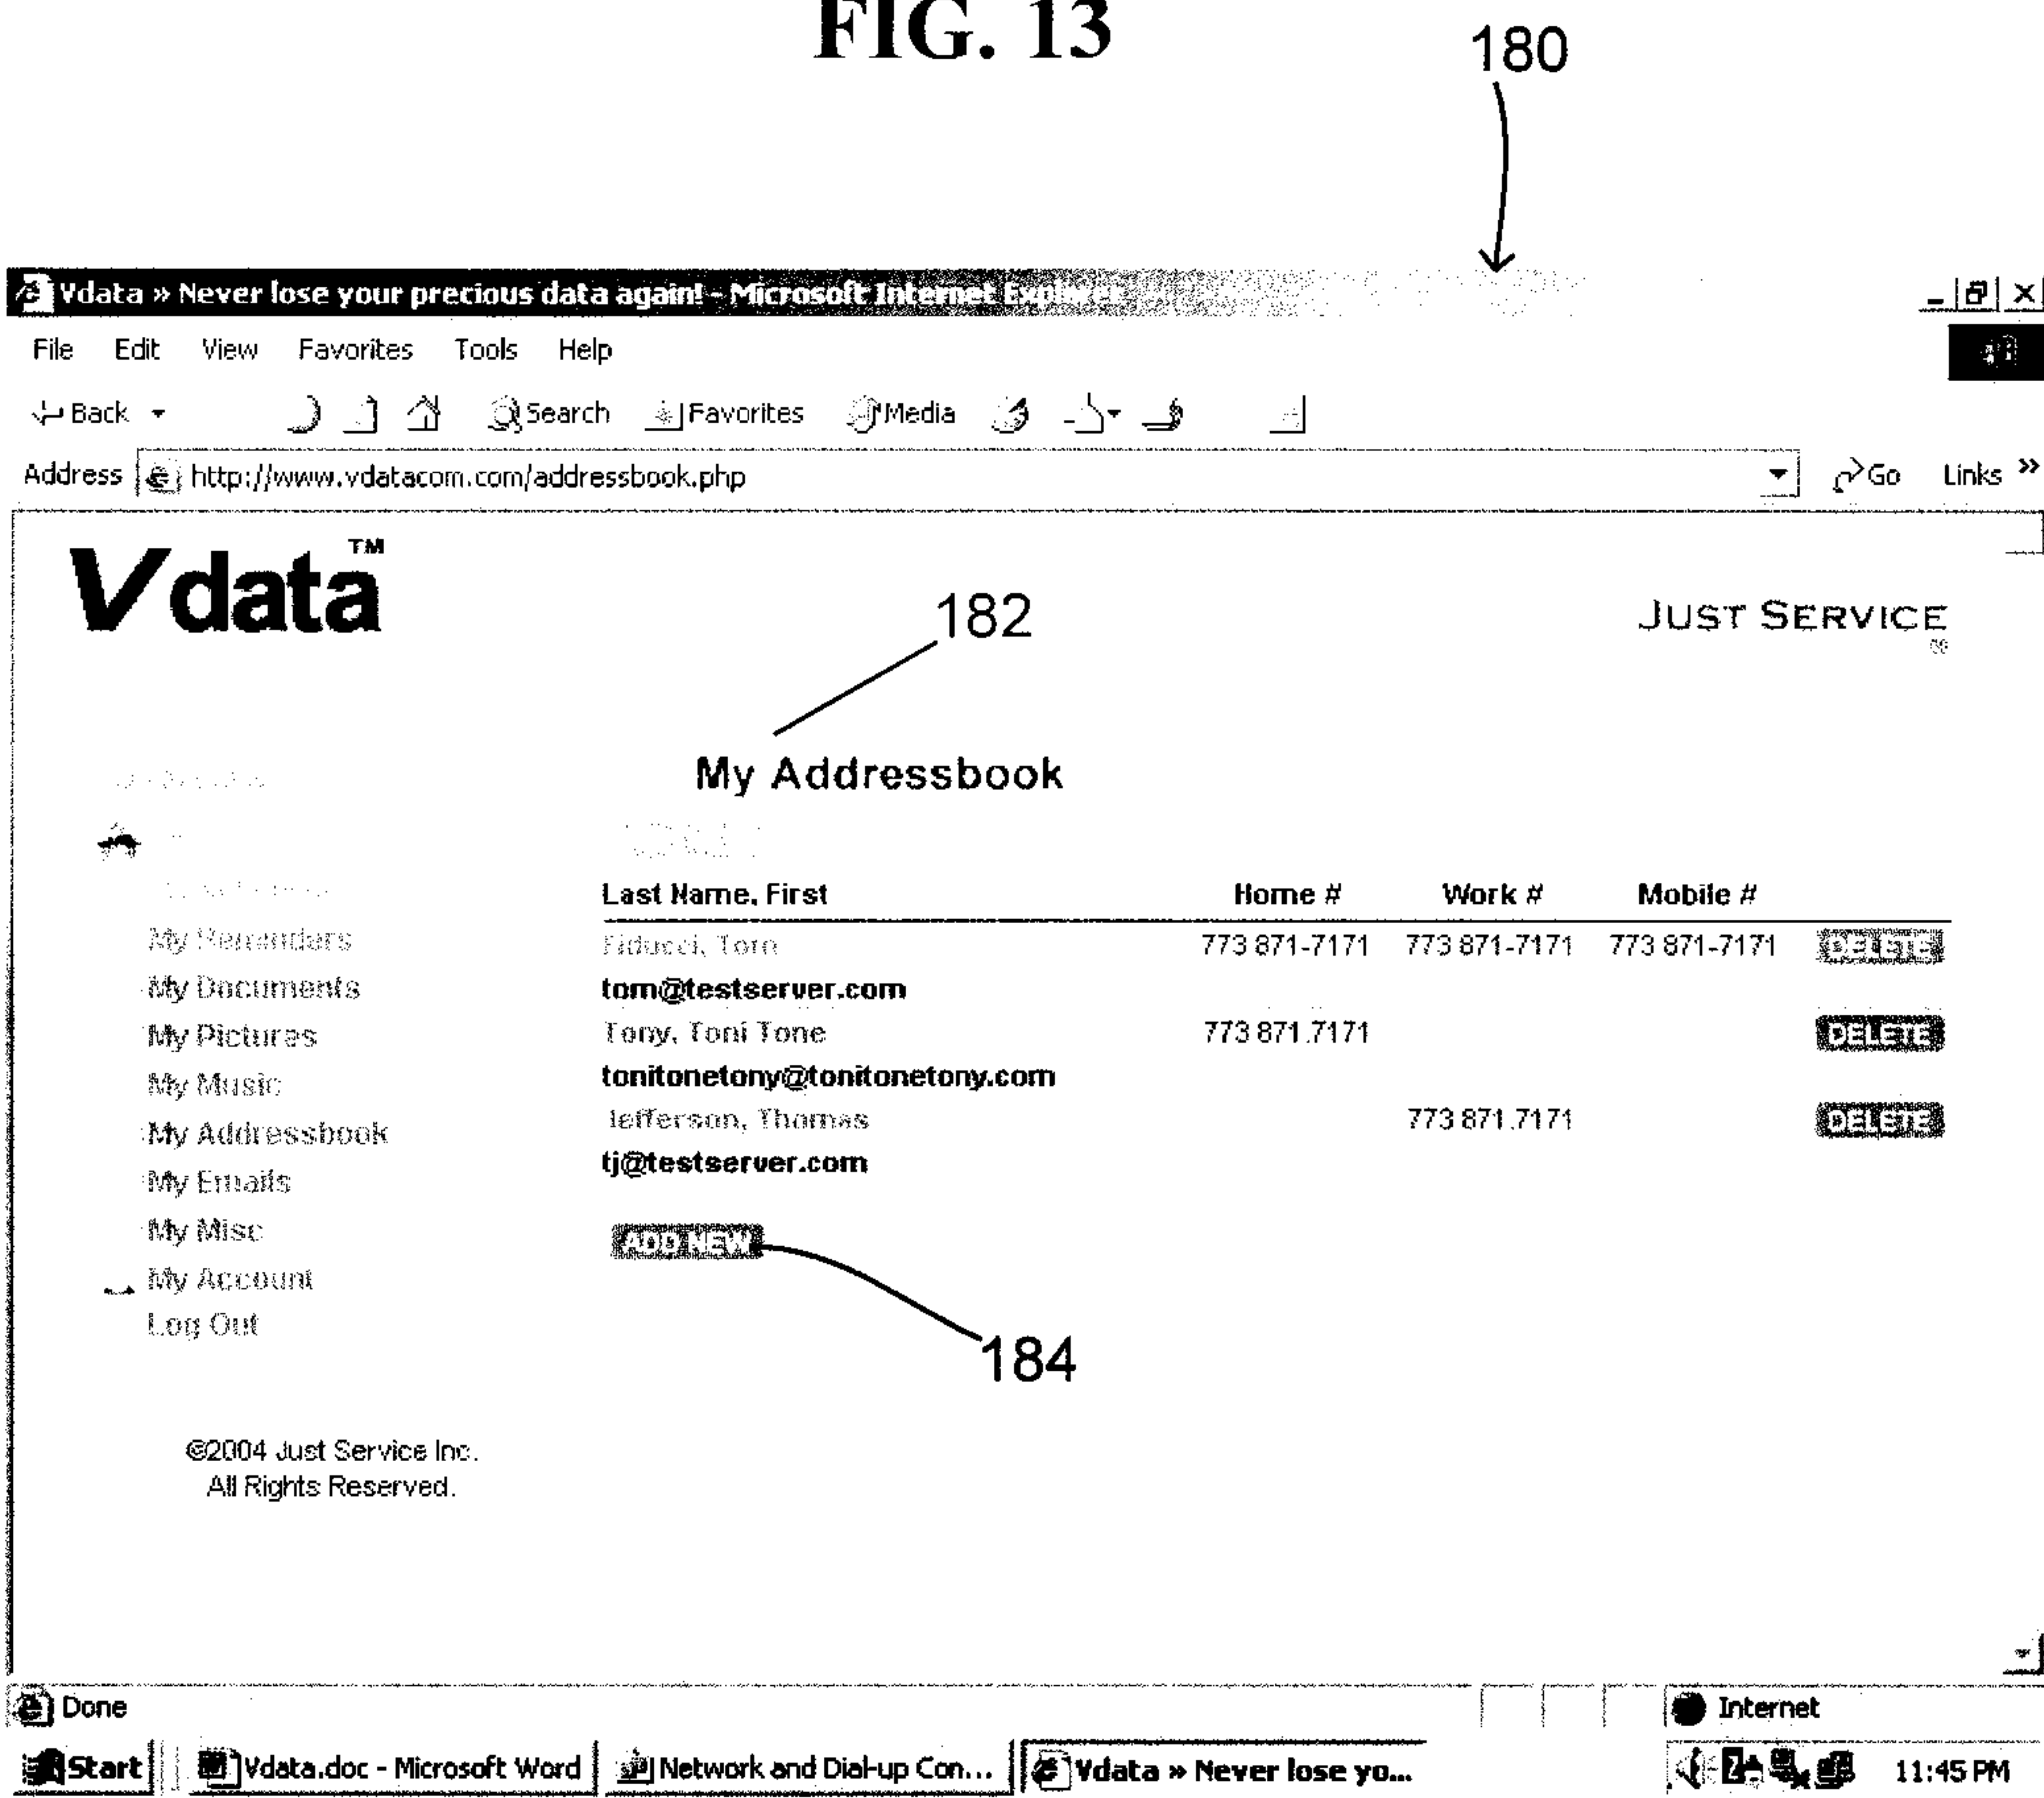 FIG. 13
180
Vdata » Never lose your precious data again! - Microsoft Internet Explorer
File Edit View Favorites Tools Help
Back Search Favorites Media
Address http://www.vdatacom.com/addressbook.php Go Links »
Vdata™
182
JUST SERVICE
My Addressbook
Last Name, First Home # Work # Mobile #
My Reminders
Fiducci, Tom 773 871-7171 773 871-7171 773 871-7171 DELETE
My Documents
tom@testserver.com
My Pictures
Tony, Toni Tone 773 871.7171 DELETE
My Music
tonitonetony@tonitonetony.com
My Addressbook
Jefferson, Thomas 773 871.7171 DELETE
My Emails
tj@testserver.com
My Misc
ADD NEW
My Account
Log Out
184
©2004 Just Service Inc.
All Rights Reserved.
Done Internet
Start Vdata.doc - Microsoft Word Network and Dial-up Con... Vdata » Never lose yo... 11:45 PM